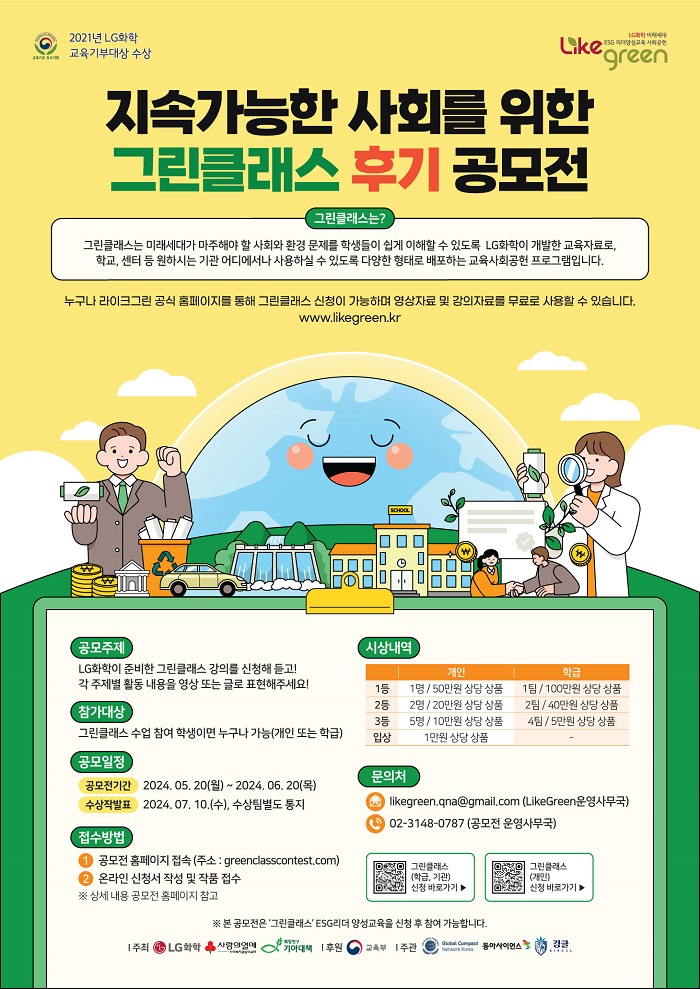 2021년 LG화학
교육기부대상 수상
LG화학 미래세대
ESG 리더양성교육 사회공헌
Like
green
지속가능한 사회를 위한
그린클래스 후기 공모전
그린클래스는?
그린클래스는 미래세대가 마주해야 할 사회와 환경 문제를 학생들이 쉽게 이해할 수 있도록 LG화학이 개발한 교육자료로,
학교, 센터 등 원하시는 기관 어디에서나 사용하실 수 있도록 다양한 형태로 배포하는 교육사회공헌 프로그램입니다.
누구나 라이크그린 공식 홈페이지를 통해 그린클래스 신청이 가능하며 영상자료 및 강의자료를 무료로 사용할 수 있습니다.
www.likegreen.kr
SCHOOL
공모주제
LG화학이 준비한 그린클래스 강의를 신청해 듣고!
각 주제별 활동 내용을 영상 또는 글로 표현해주세요!
참가대상
그린클래스 수업 참여 학생이면 누구나 가능(개인 또는 학급)
공모일정
공모전기간 2024. 05. 20(월) ~ 2024. 06. 20(목)
수상작발표 2024. 07. 10.(수), 수상팀별도 통지
접수방법
1 공모전 홈페이지 접속 (주소 : greenclasscontest.com)
2 온라인 신청서 작성 및 작품 접수
※ 상세 내용 공모전 홈페이지 참고
시상내역
개인 학급
1등 1명 / 50만원 상당 상품 1팀 / 100만원 상당 상품
2등 2명 / 20만원 상당 상품 2팀 / 40만원 상당 상품
3등 5명 / 10만원 상당 상품 4팀 / 5만원 상당 상품
입상 1만원 상당 상품 -
문의처
likegreen.qna@gmail.com (LikeGreen운영사무국)
02-3148-0787 (공모전 운영사무국)
그린클래스
(학급, 기관)
신청 바로가기 ▶
그린클래스
(개인)
신청 바로가기 ▶
※ 본 공모전은 '그린클래스' ESG리더 양성교육을 신청 후 참여 가능합니다.
I 주최 LG화학 사랑의열매 희망친구 기아대책 I 후원 교육부 I 주관 Global Compact Network Korea 동아사이언스 킹클 KINGEL